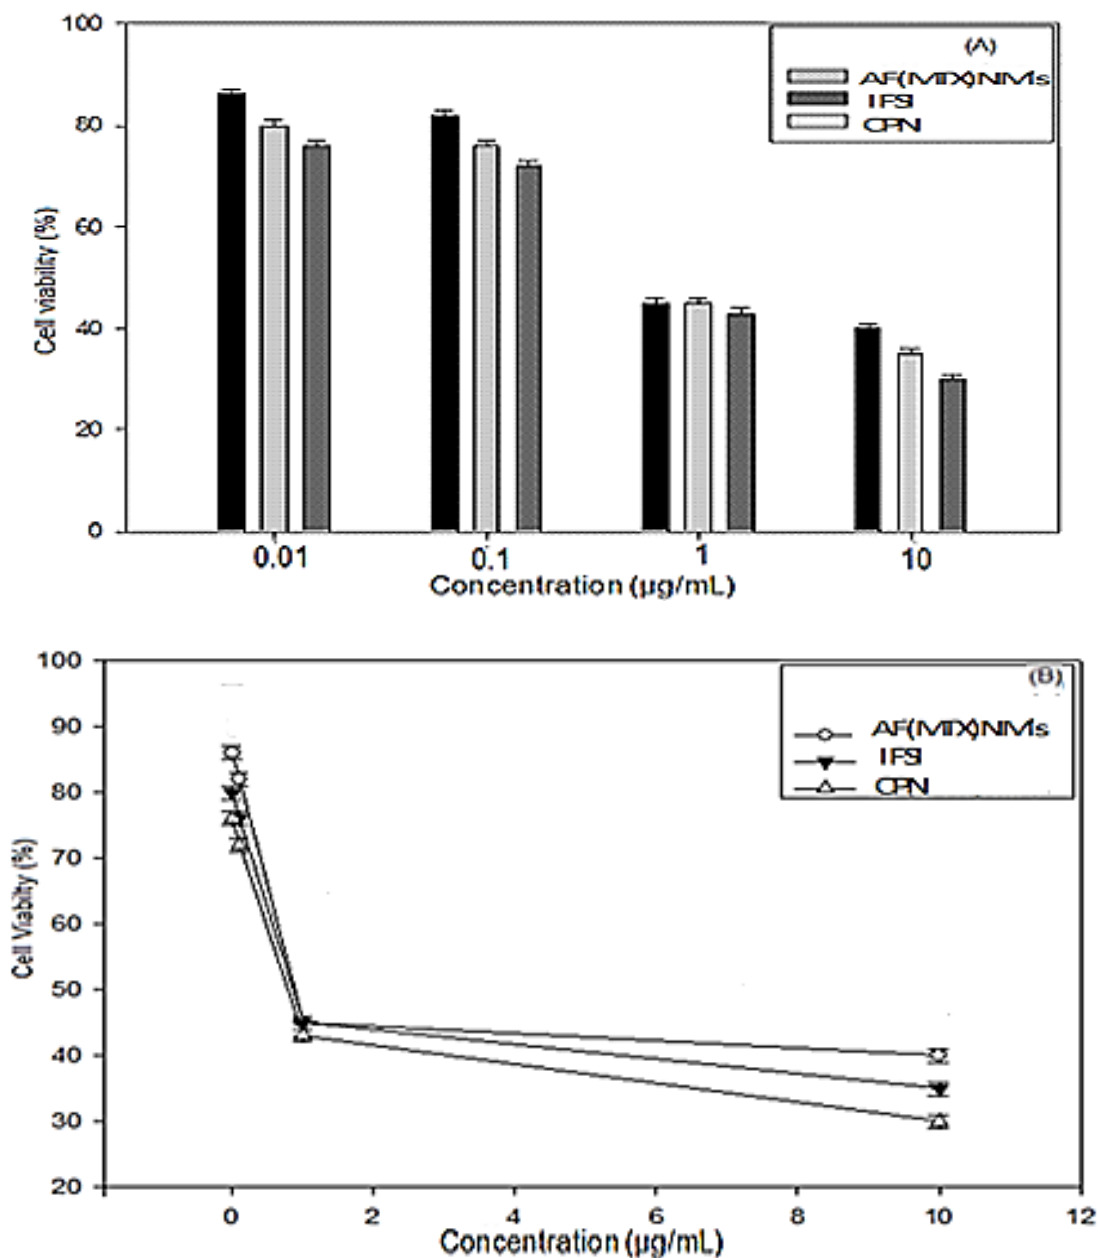 100
80
60
40
20
0
Cell viability (%)
(A)
AF(MTX)NMs
IFSI
CPN
0.01 0.1 1 10
Concentration (µg/mL)
100
90
80
70
60
50
40
30
20
Cell Viability (%)
(B)
AF(MTX)NMs
IFSI
CPN
0 2 4 6 8 10 12
Concentration (µg/mL)